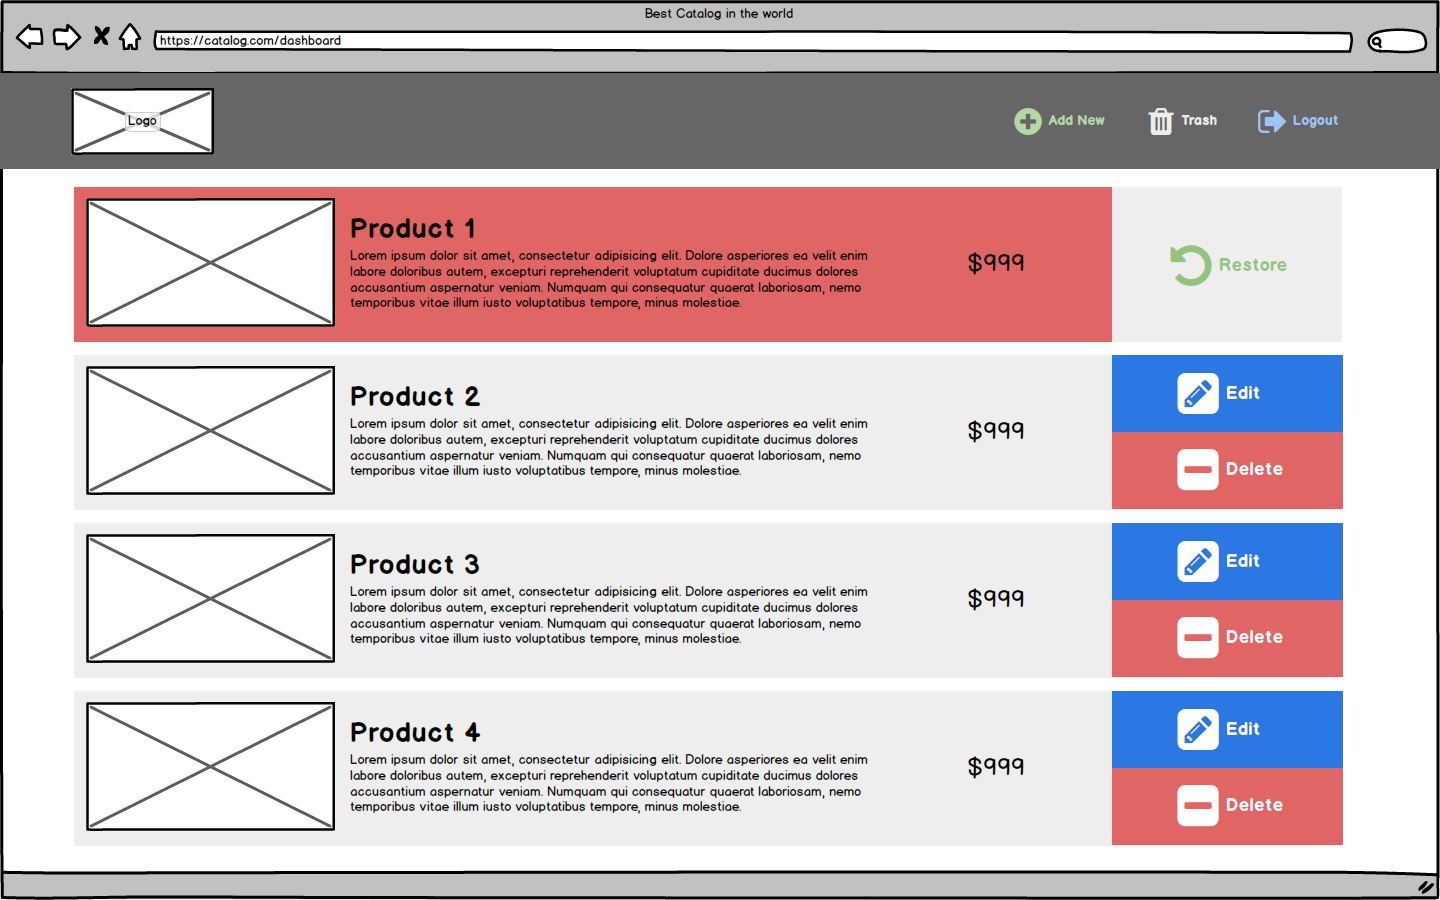 Best Catalog in the world
https://catalog.com/dashboard
Logo
Add New
Trash
Logout
Product 1
Lorem ipsum dolor sit amet, consectetur adipisicing elit. Dolore asperiores ea velit enim
labore doloribus autem, excepturi reprehenderit voluptatum cupiditate ducimus dolores
accusantium aspernatur veniam. Numquam qui consequatur quaerat laboriosam, nemo
temporibus vitae illum iusto voluptatibus tempore, minus molestiae.
$999
Restore
Product 2
Lorem ipsum dolor sit amet, consectetur adipisicing elit. Dolore asperiores ea velit enim
labore doloribus autem, excepturi reprehenderit voluptatum cupiditate ducimus dolores
accusantium aspernatur veniam. Numquam qui consequatur quaerat laboriosam, nemo
temporibus vitae illum iusto voluptatibus tempore, minus molestiae.
$999
Edit
Delete
Product 3
Lorem ipsum dolor sit amet, consectetur adipisicing elit. Dolore asperiores ea velit enim
labore doloribus autem, excepturi reprehenderit voluptatum cupiditate ducimus dolores
accusantium aspernatur veniam. Numquam qui consequatur quaerat laboriosam, nemo
temporibus vitae illum iusto voluptatibus tempore, minus molestiae.
$999
Edit
Delete
Product 4
Lorem ipsum dolor sit amet, consectetur adipisicing elit. Dolore asperiores ea velit enim
labore doloribus autem, excepturi reprehenderit voluptatum cupiditate ducimus dolores
accusantium aspernatur veniam. Numquam qui consequatur quaerat laboriosam, nemo
temporibus vitae illum iusto voluptatibus tempore, minus molestiae.
$999
Edit
Delete